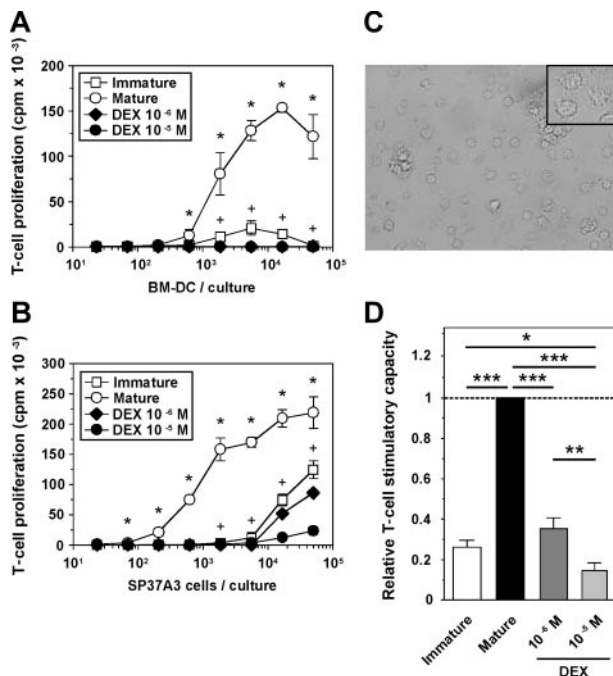 A
T-cell proliferation (cpm x 10 -3)
200
150
100
50
0
Immature
Mature
DEX 10 -6 M
DEX 10 -5 M
* * * * *
+ + + +
10¹ 10² 10³ 10⁴ 10⁵
BM-DC / culture
B
T-cell proliferation (cpm x 10 -3)
300
250
200
150
100
50
0
Immature
Mature
DEX 10 -6 M
DEX 10 -5 M
* * * * * * *
+ + + +
10¹ 10² 10³ 10⁴ 10⁵
SP37A3 cells / culture
C
D
Relative T-cell stimulatory capacity
1.2
1
0.8
0.6
0.4
0.2
0
*
***
*** ***
**
Immature
Mature
10 -6 M
10 -5 M
DEX